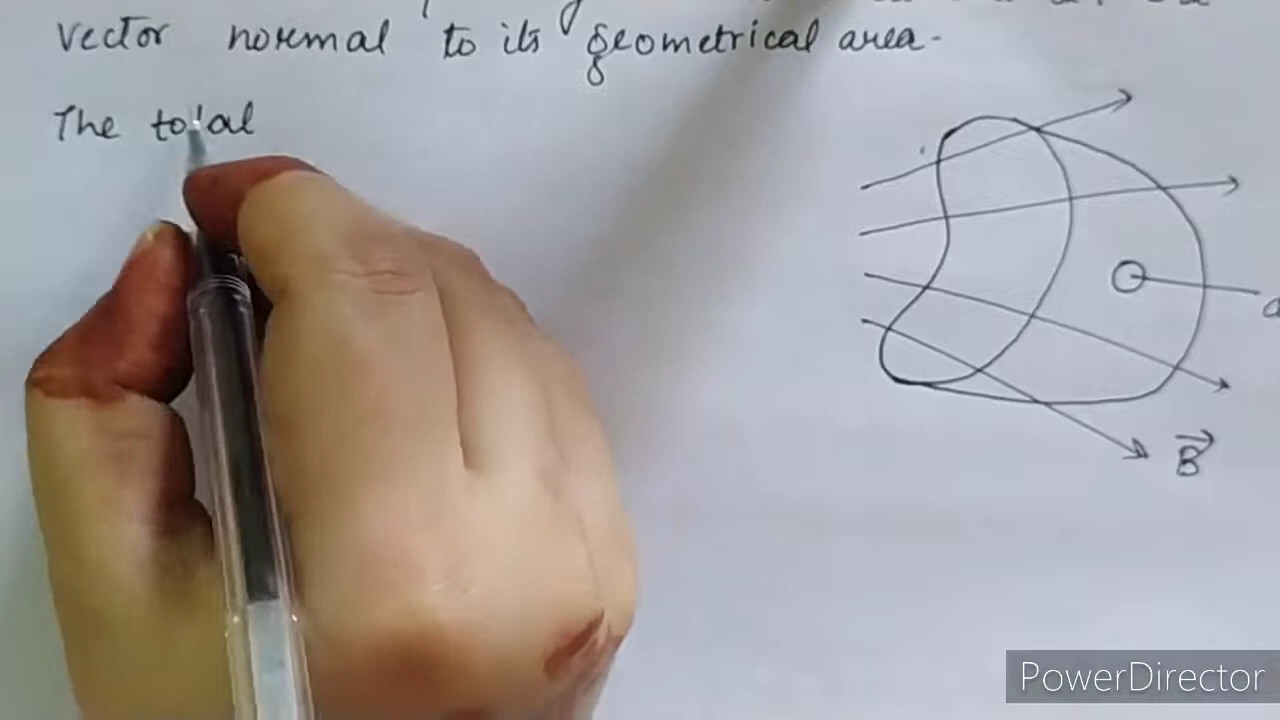 vector normal to its geometrical area.
The total
B
PowerDirector